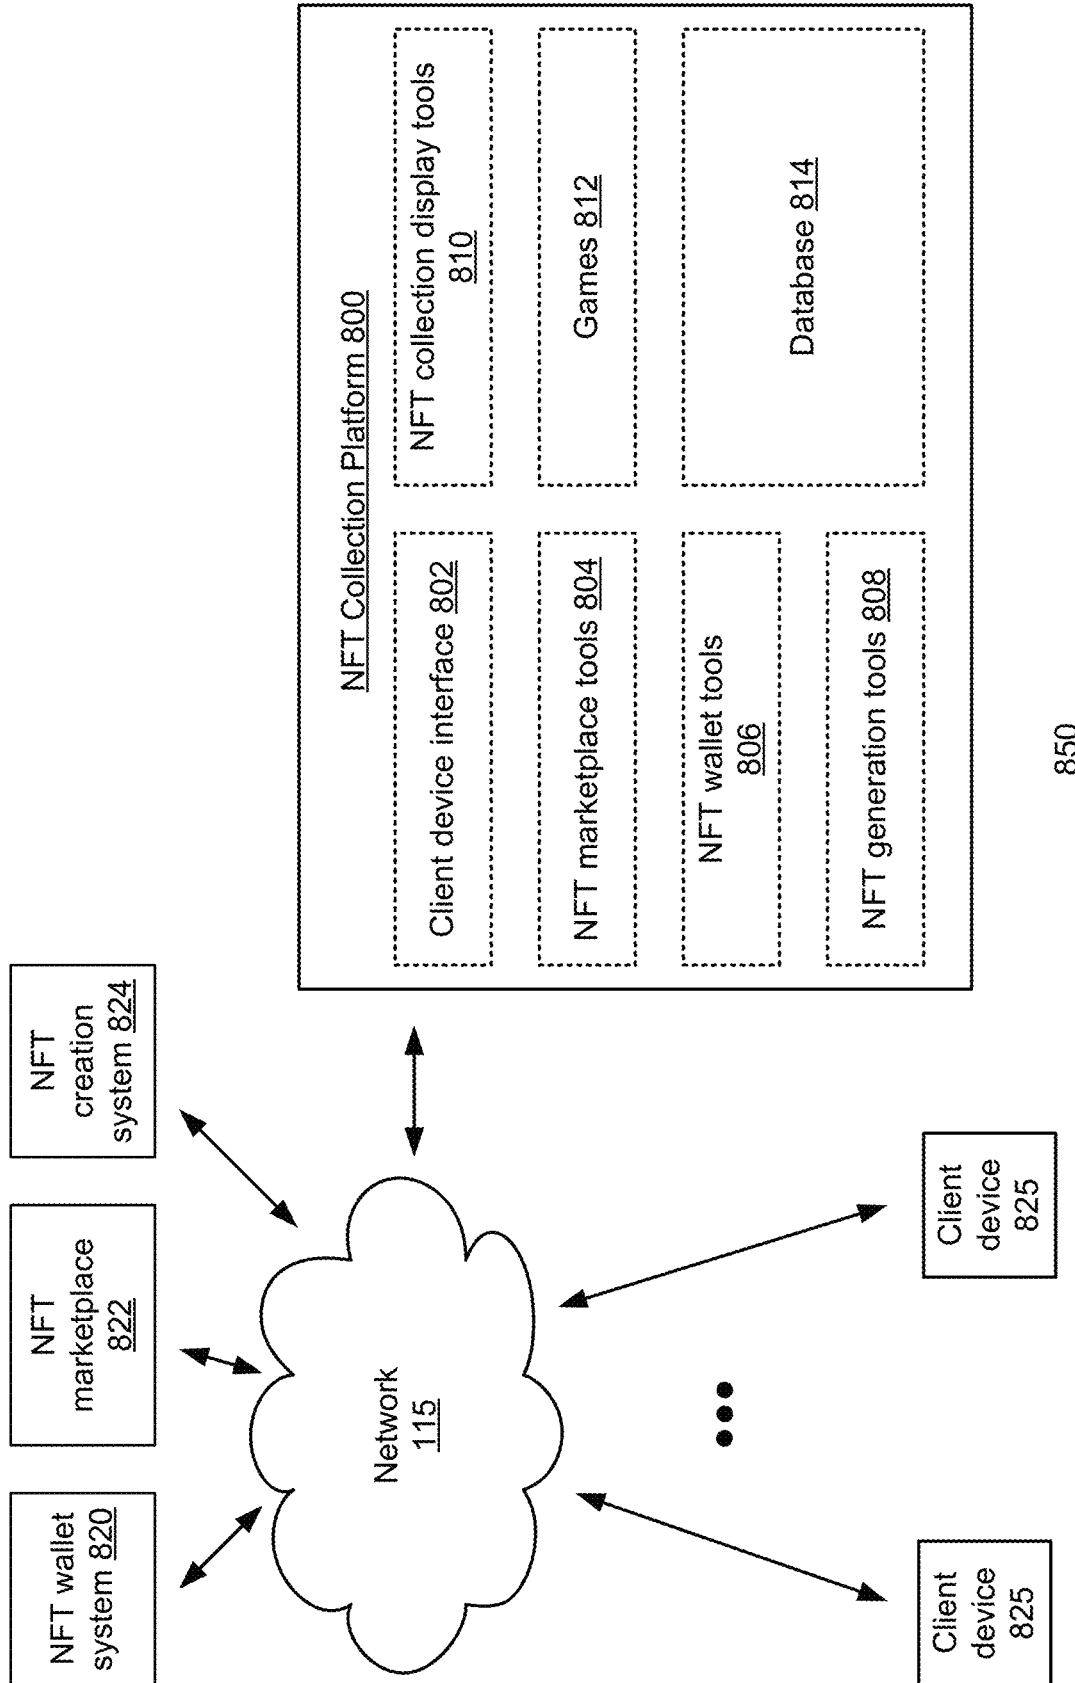 NFT wallet
system 820
NFT
marketplace
822
NFT
creation
system 824
Network
115
Client
device
825
Client
device
825
NFT Collection Platform 800
Client device interface 802
NFT marketplace tools 804
NFT wallet tools
806
NFT generation tools 808
NFT collection display tools
810
Games 812
Database 814
850